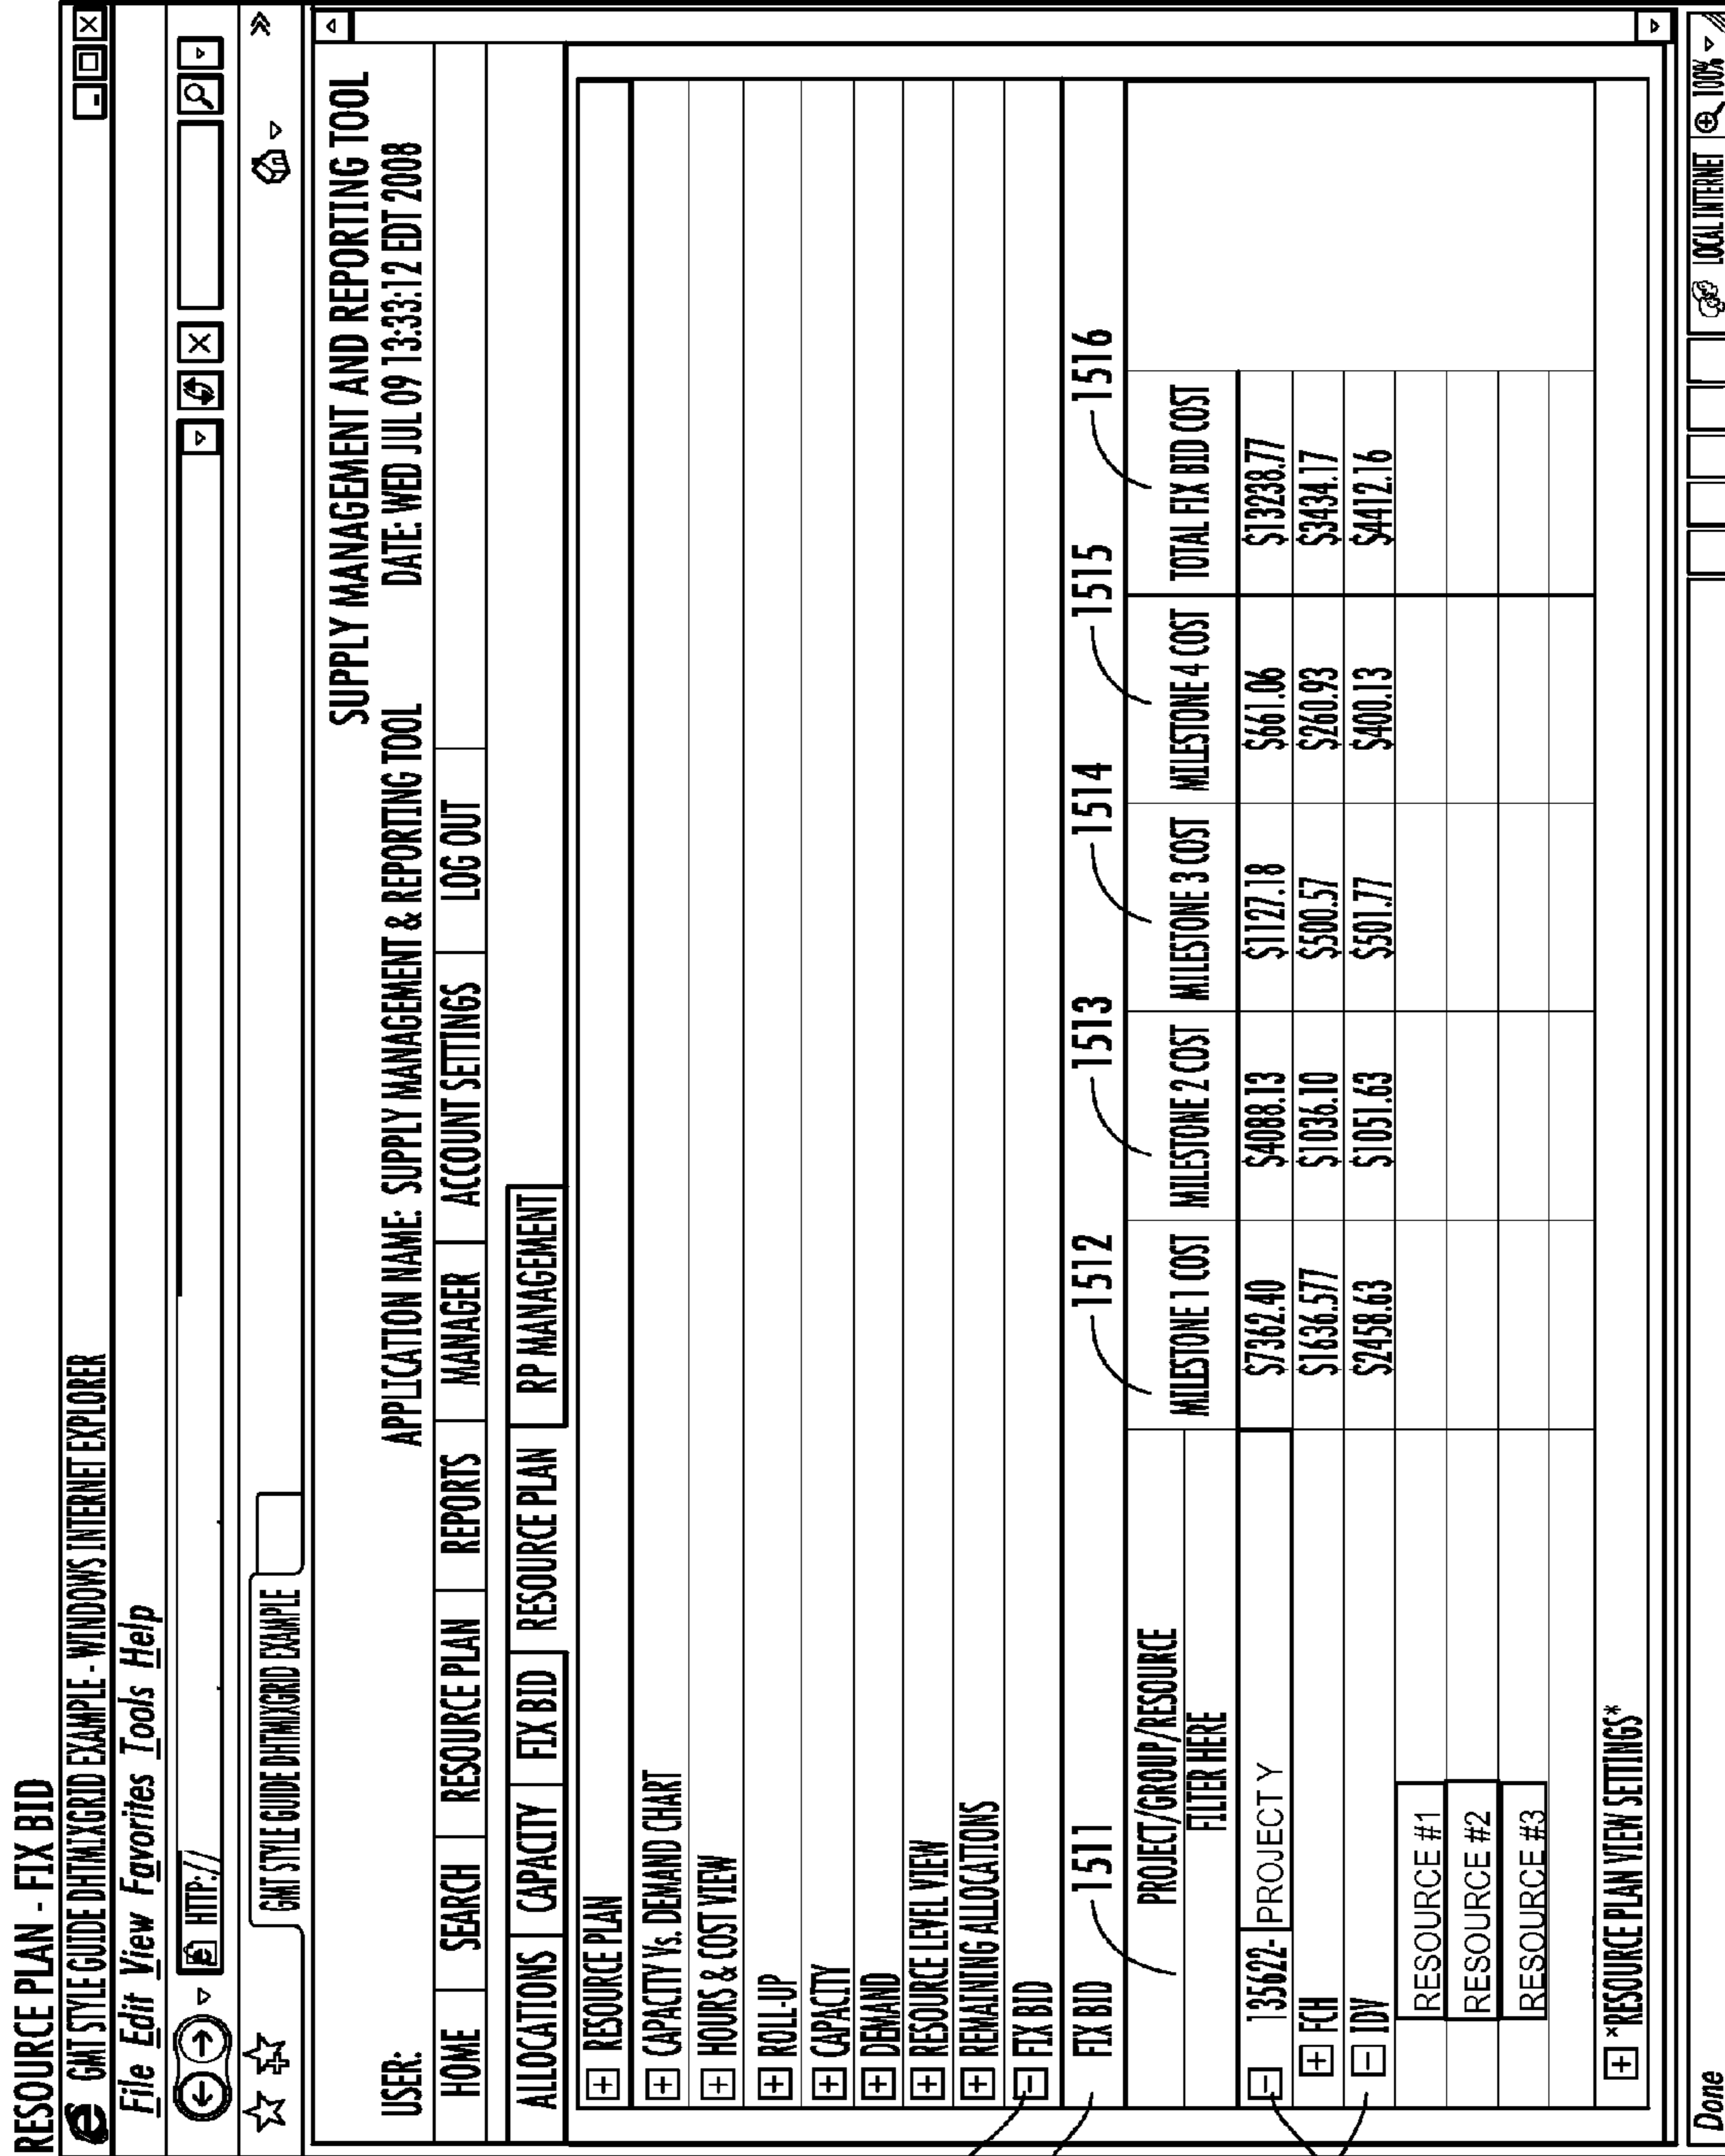 RESOURCE PLAN - FIX BID
GMT STYLE GUIDE DHTMIXGRID EXAMPLE - WINDOWS INTERNET EXPLORER
File Edit View Favorites Tools Help
HTTP://
GMT STYLE GUIDE DHTMIXGRID EXAMPLE
SUPPLY MANAGEMENT AND REPORTING TOOL
USER: APPLICATION NAME: SUPPLY MANAGEMENT & REPORTING TOOL DATE: WED JUL 09 13:33:12 EDT 2008
HOME SEARCH RESOURCE PLAN REPORTS MANAGER ACCOUNT SETTINGS LOG OUT
ALLOCATIONS CAPACITY FIX BID RESOURCE PLAN RP MANAGEMENT
+ RESOURCE PLAN
+ CAPACITY Vs. DEMAND CHART
+ HOURS & COST VIEW
+ ROLL-UP
+ CAPACITY
+ DEMAND
+ RESOURCE LEVEL VIEW
+ REMAINING ALLOCATIONS
- FIX BID
FIX BID 1511 1512 1513 1514 1515 1516
PROJECT/GROUP/RESOURCE MILESTONE 1 COST MILESTONE 2 COST MILESTONE 3 COST MILESTONE 4 COST TOTAL FIX BID COST
FILTER HERE
- 135622- PROJECT Y $7362.40 $4088.13 $1127.18 $661.06 $13238.77
+ FCH $1636.577 $1036.10 $500.57 $260.93 $3434.17
- IDV $2458.63 $1051.63 $501.77 $400.13 $4412.16
RESOURCE #1
RESOURCE #2
RESOURCE #3
+ *RESOURCE PLAN VIEW SETTINGS*
Done LOCAL INTERNET 100%